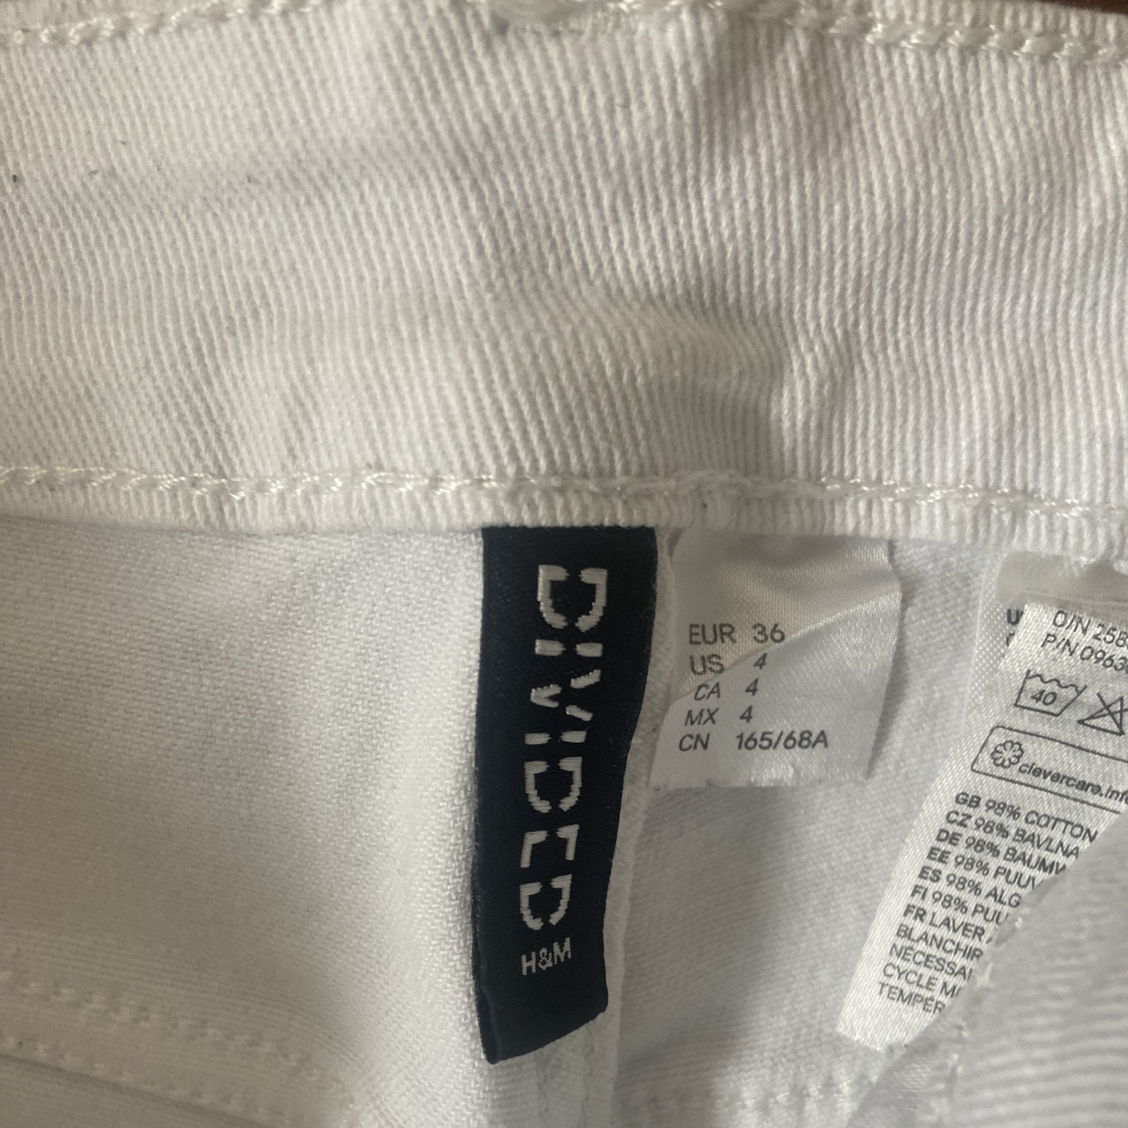 DIVIDED
H&M
EUR 36
US 4
CA 4
MX 4
CN 165/68A
O/N 258
P/N 0963
40
clevercare.info
GB 98% COTTON
CZ 98% BAVLNA
DE 98% BAUMW
EE 98% PUUV
ES 98% ALG
FI 98% PUU
FR LAVER
BLANCHIR
NÉCESSAI
CYCLE M
TEMPÉR